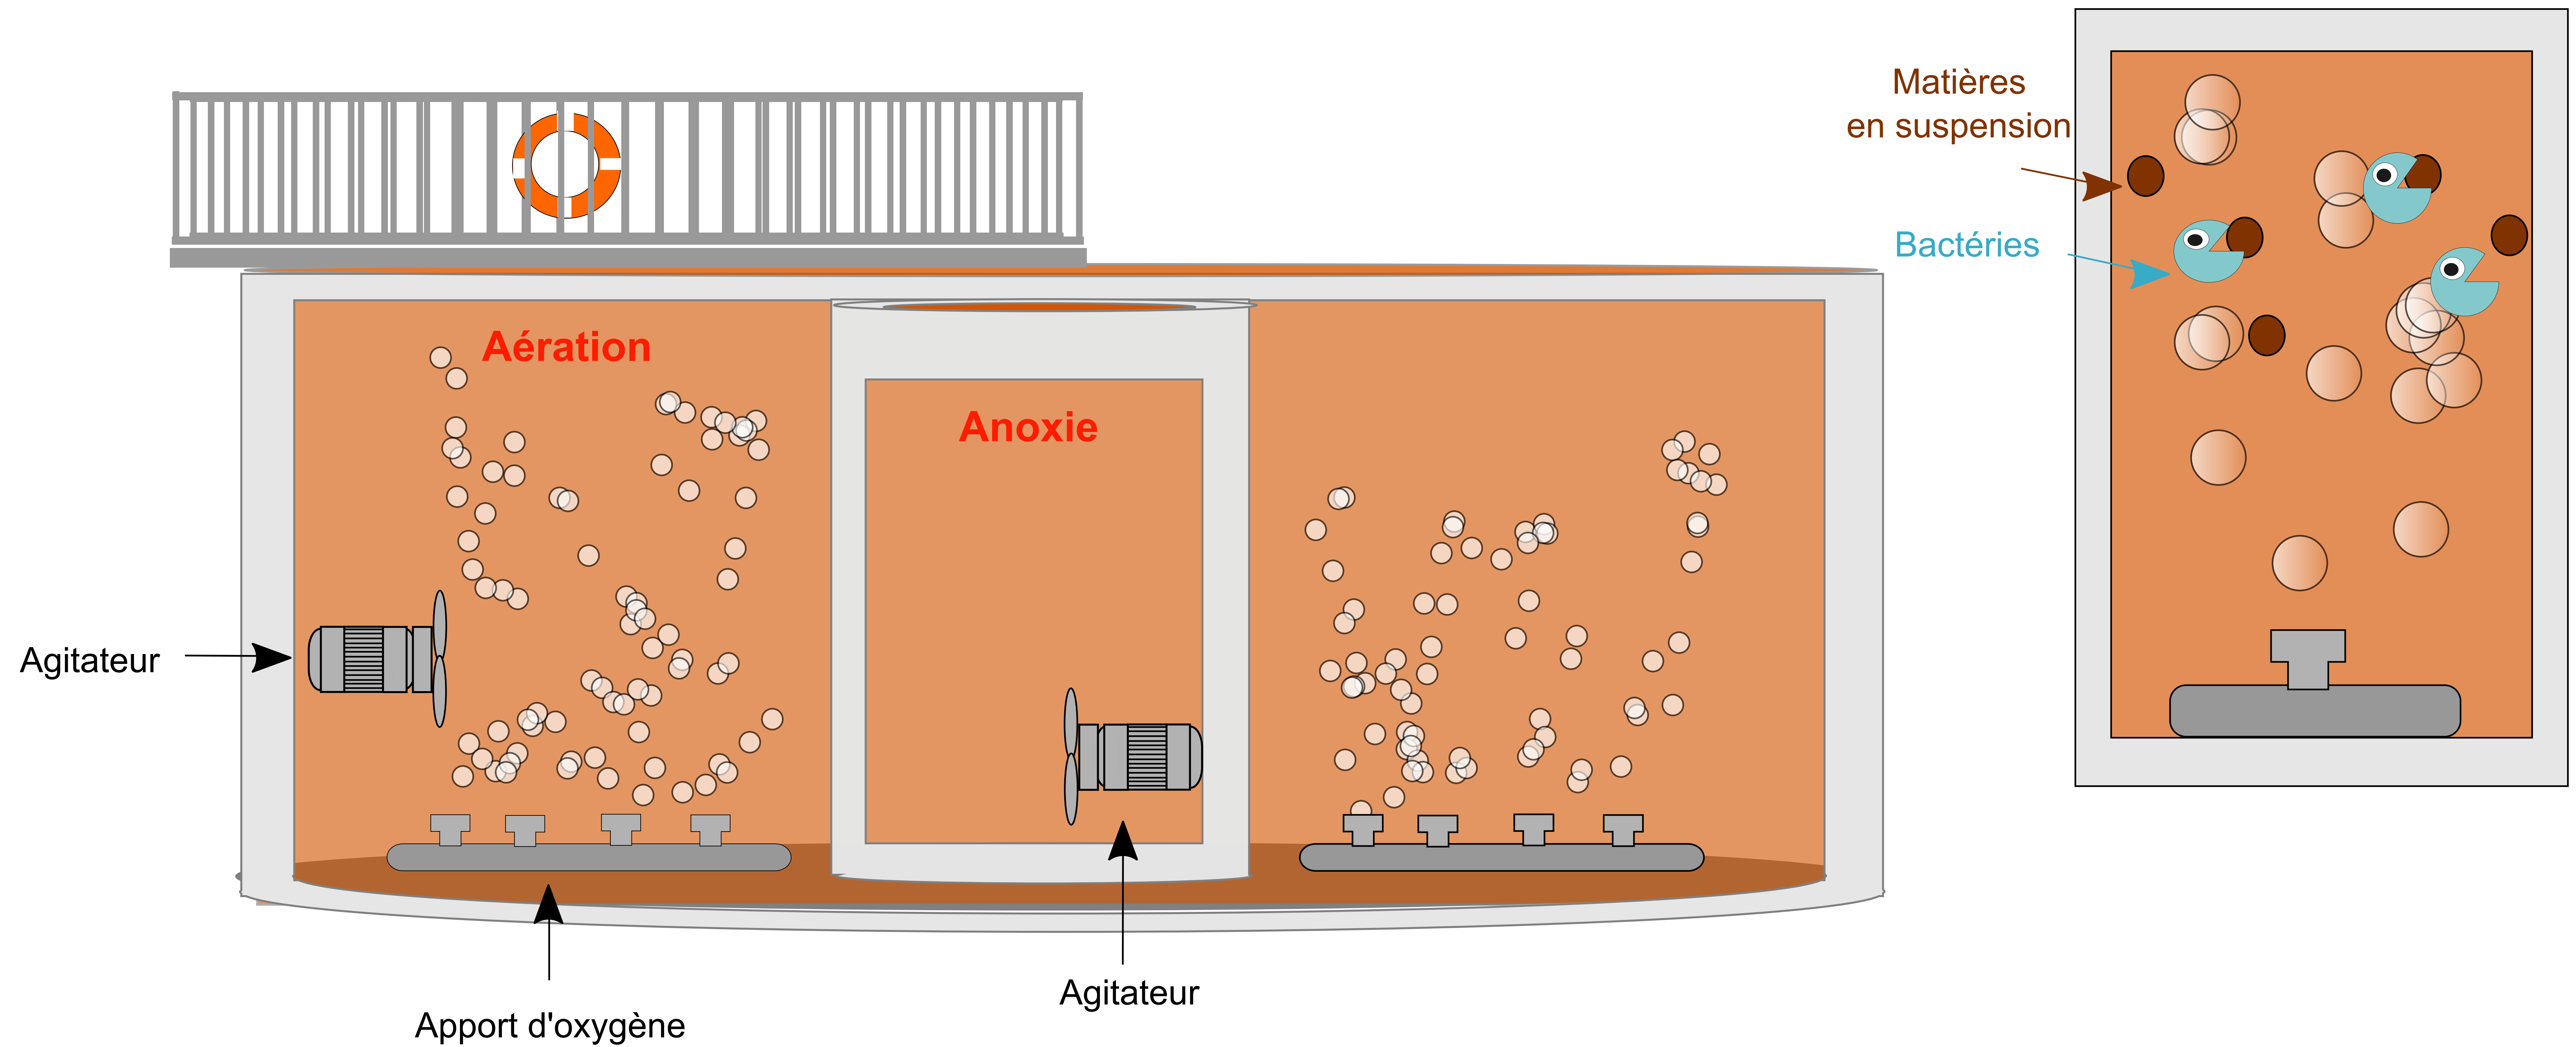 Matières
en suspension
Bactéries
Aération
Anoxie
Agitateur
Agitateur
Apport d'oxygène